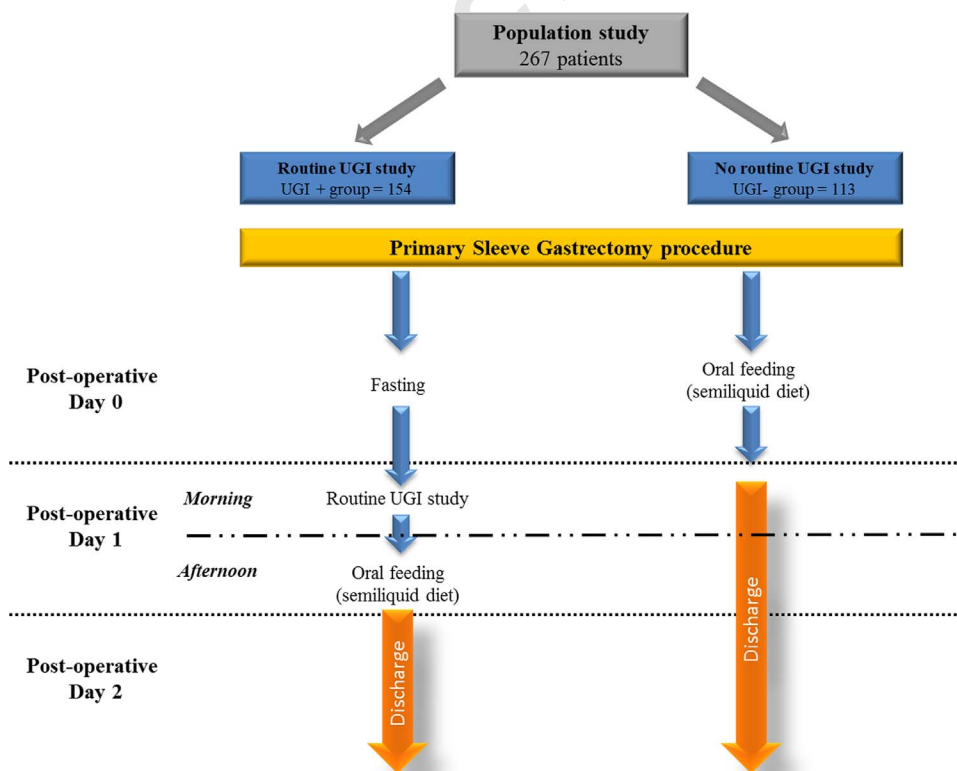 Population study
267 patients
Routine UGI study
UGI + group = 154
No routine UGI study
UGI- group = 113
Primary Sleeve Gastrectomy procedure
Post-operative
Day 0
Fasting
Oral feeding
(semiliquid diet)
Post-operative
Day 1
Morning
Routine UGI study
Afternoon
Oral feeding
(semiliquid diet)
Discharge
Post-operative
Day 2
Discharge